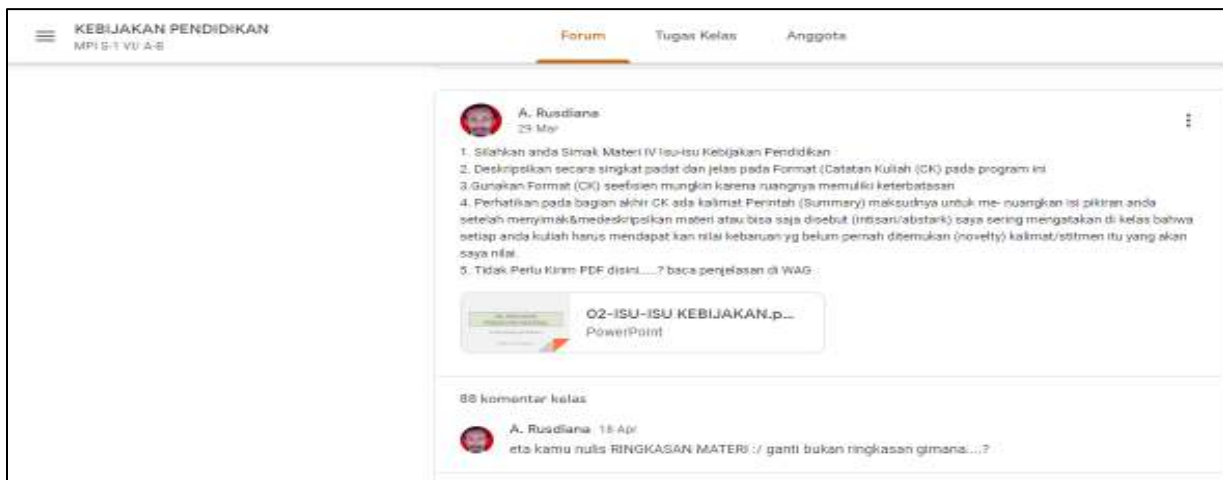 KEBIJAKAN PENDIDIKAN
MPI S-1 VI/ A-B
Forum Tugas Kelas Anggota
A. Rusdiana
29 Mar
1. Silahkan anda Simak Materi IV Isu-isu Kebijakan Pendidikan
2. Deskripsikan secara singkat padat dan jelas pada Format (Catatan Kuliah (CK) pada program ini
3.Gunakan Format (CK) seefisien mungkin karena ruangnya memuliki keterbatasan
4. Perhatikan pada bagian akhir CK ada kalimat Perintah (Summary) maksudnya untuk me- nuangkan isi pikiran anda
setelah menyimak&medeskripsikan materi atau bisa saja disebut (intisari/abstark) saya sering mengatakan di kelas bahwa
setiap anda kuliah harus mendapat kan nilai kebaruan yg belum pernah ditemukan (novelty) kalimat/stitmen itu yang akan
saya nilai.
5. Tidak Perlu Kirim PDF disini.....? baca penjelasan di WAG
02-ISU-ISU KEBIJAKAN.p...
PowerPoint
88 komentar kelas
A. Rusdiana 18 Apr
eta kamu nulis RINGKASAN MATERI :/ ganti bukan ringkasan gimana....?